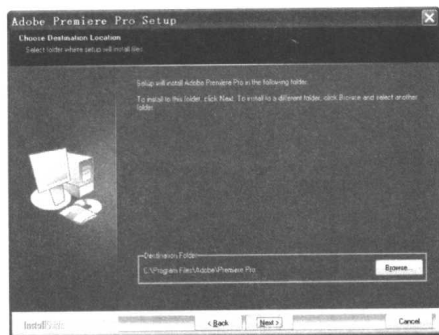 Adobe Premiere Pro Setup
Choose Destination Location
Select folder where setup will install files.
Setup will install Adobe Premiere Pro in the following folder.
To install to this folder, click Next. To install to a different folder, click Browse and select another
folder.
Destination Folder
C:\Program Files\Adobe\Premiere Pro
Browse...
InstallShield
< Back
Next >
Cancel